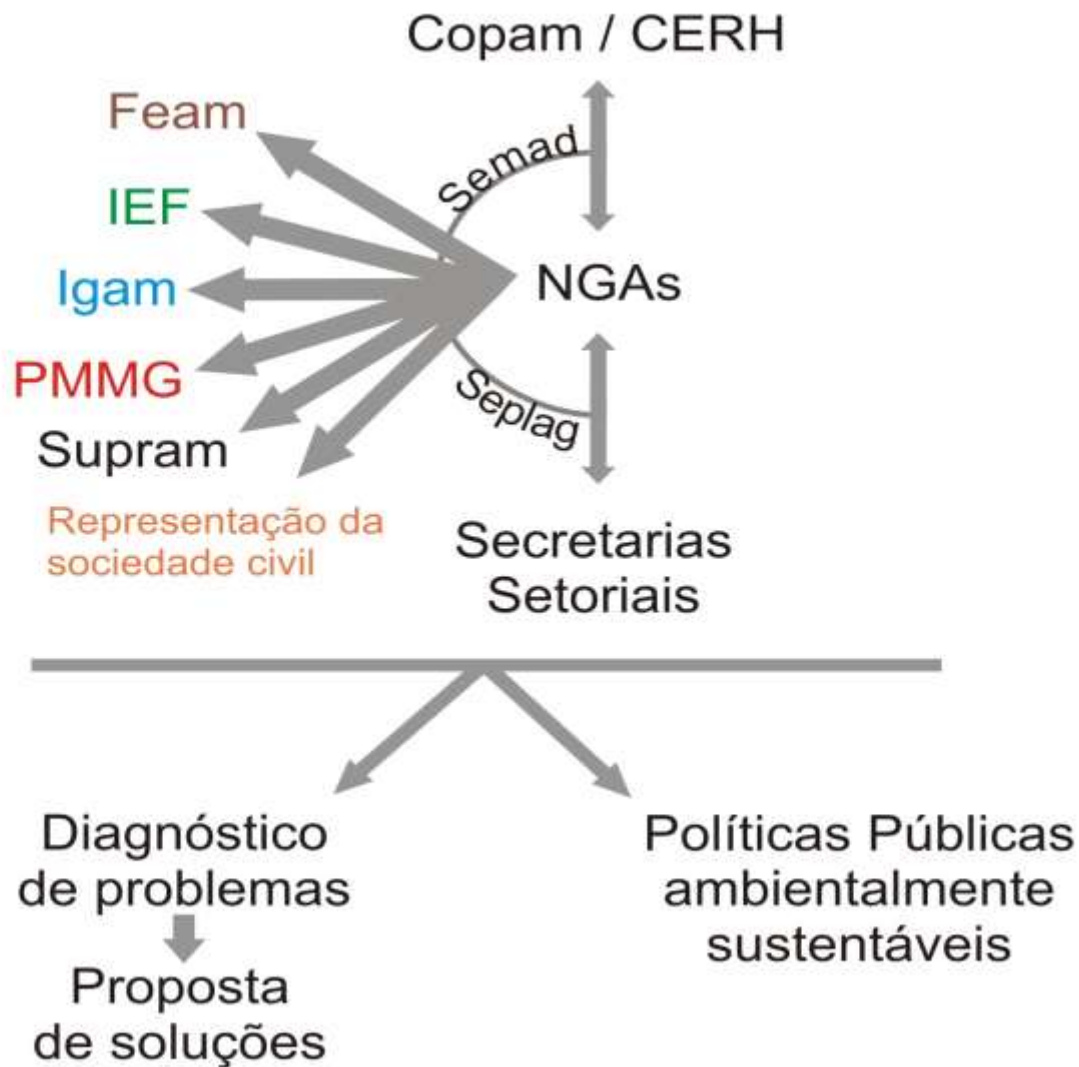 Copam / CERH
Feam
Semad
IEF
NGAs
Igam
PMMG
Seplag
Supram
Representação da
sociedade civil
Secretarias
Setoriais
Diagnóstico
de problemas
Políticas Públicas
ambientalmente
sustentáveis
Proposta
de soluções